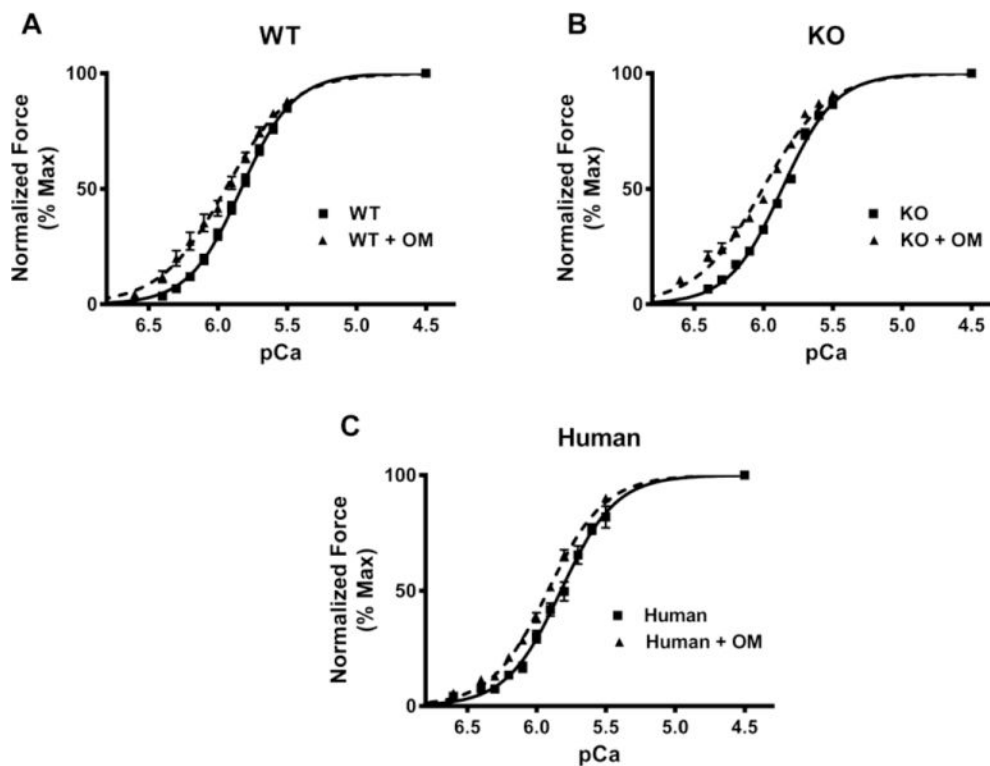 A
WT
Normalized Force
(% Max)
100
50
0
WT
WT + OM
6.5 6.0 5.5 5.0 4.5
pCa
B
KO
Normalized Force
(% Max)
100
50
0
KO
KO + OM
6.5 6.0 5.5 5.0 4.5
pCa
C
Human
Normalized Force
(% Max)
100
50
0
Human
Human + OM
6.5 6.0 5.5 5.0 4.5
pCa